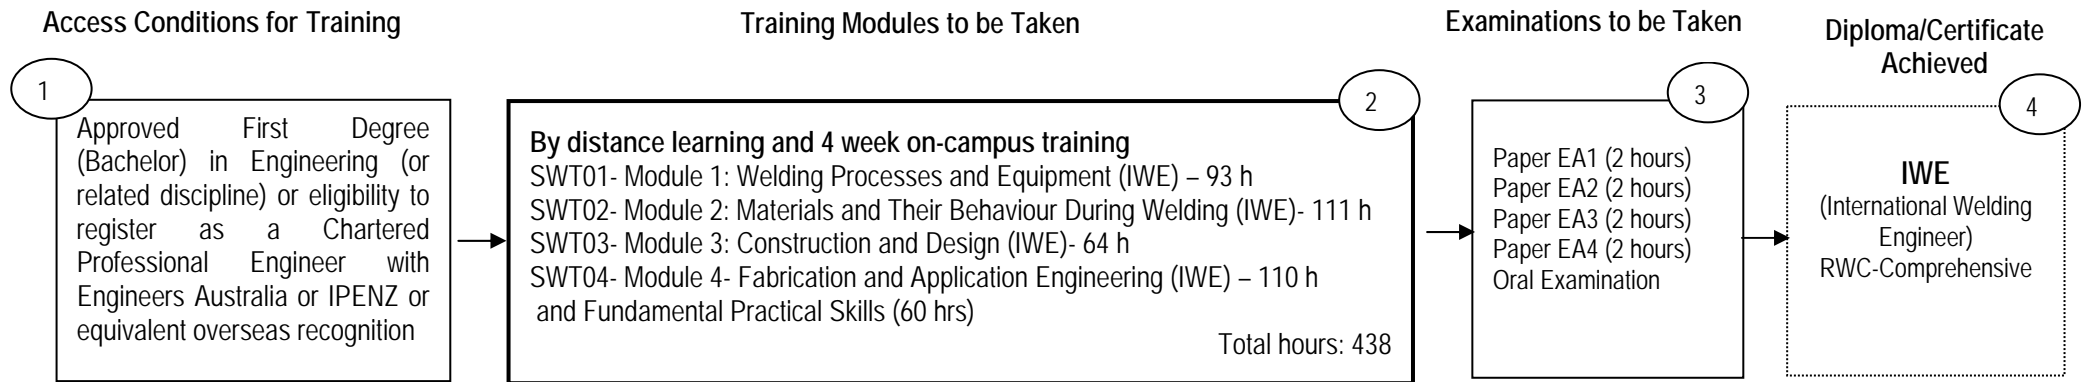 Access Conditions for Training
Training Modules to be Taken
Examinations to be Taken
Diploma/Certificate
Achieved
1
Approved First Degree
(Bachelor) in Engineering (or
related discipline) or eligibility to
register as a Chartered
Professional Engineer with
Engineers Australia or IPENZ or
equivalent overseas recognition
2
By distance learning and 4 week on-campus training
SWT01- Module 1: Welding Processes and Equipment (IWE) – 93 h
SWT02- Module 2: Materials and Their Behaviour During Welding (IWE)- 111 h
SWT03- Module 3: Construction and Design (IWE)- 64 h
SWT04- Module 4- Fabrication and Application Engineering (IWE) – 110 h
and Fundamental Practical Skills (60 hrs)
Total hours: 438
3
Paper EA1 (2 hours)
Paper EA2 (2 hours)
Paper EA3 (2 hours)
Paper EA4 (2 hours)
Oral Examination
4
IWE
(International Welding
Engineer)
RWC-Comprehensive